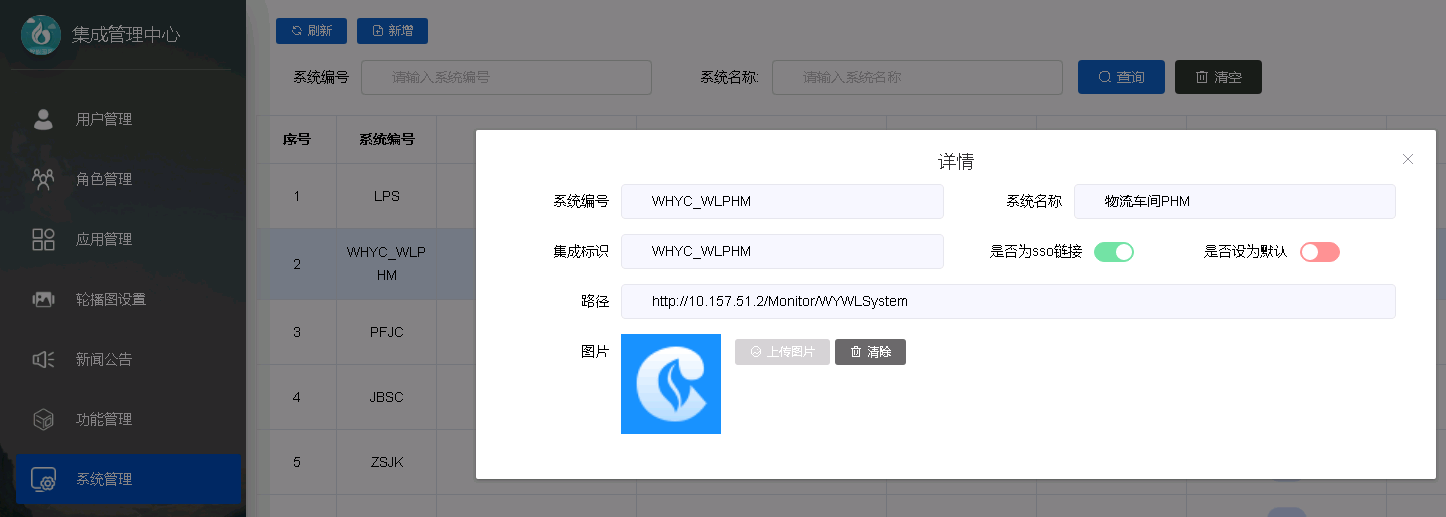 集成管理中心
用户管理
角色管理
应用管理
轮播图设置
新闻公告
功能管理
系统管理
刷新
新增
系统编号
请输入系统编号
系统名称:
请输入系统名称
查询
清空
序号
系统编号
1
LPS
2
WHYC_WLP
HM
3
PFJC
4
JBSC
5
ZSJK
详情
系统编号
WHYC_WLPHM
系统名称
物流车间PHM
集成标识
WHYC_WLPHM
是否为sso链接
是否设为默认
路径
http://10.157.51.2/Monitor/WYWLSystem
图片
上传图片
清除